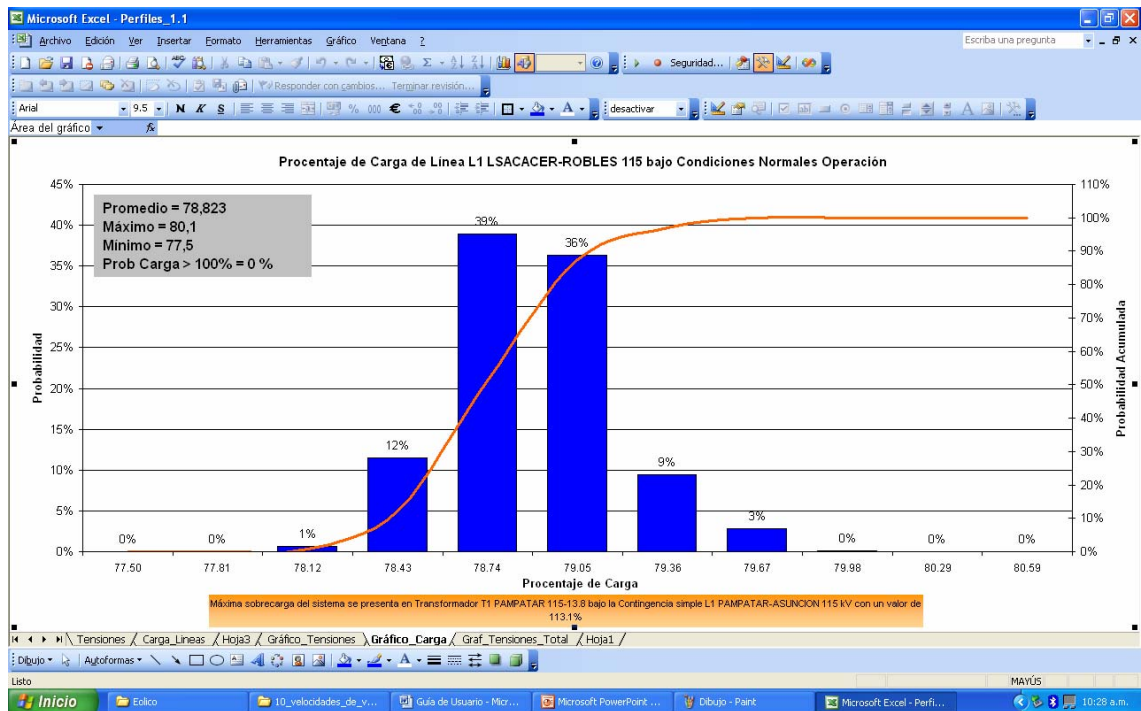 Microsoft Excel - Perfiles_1.1
Archivo Edición Ver Insertar Formato Herramientas Gráfico Ventana ?
Escriba una pregunta
Seguridad...
Responder con cambios... Terminar revisión...
Arial 9.5 N K S % 000 € desactivar
Área del gráfico fx
Procentaje de Carga de Línea L1 LSACACER-ROBLES 115 bajo Condiciones Normales Operación
Promedio = 78,823
Máximo = 80,1
Mínimo = 77,5
Prob Carga > 100% = 0 %
Probabilidad
45%
40%
35%
30%
25%
20%
15%
10%
5%
0%
0% 0% 1% 12% 39% 36% 9% 3% 0% 0% 0%
110%
100%
90%
80%
70%
60%
50%
40%
30%
20%
10%
0%
Probabilidad Acumulada
77.50 77.81 78.12 78.43 78.74 79.05 79.36 79.67 79.98 80.29 80.59
Procentaje de Carga
Máxima sobrecarga del sistema se presenta en Transformador T1 PAMPATAR 115-13.8 bajo la Contingencia simple L1 PAMPATAR-ASUNCION 115 kV con un valor de
113.1%
Tensiones / Carga_Lineas / Hoja3 / Gráfico_Tensiones \ Gráfico_Carga / Graf_Tensiones_Total / Hoja1 /
Dibujo Autoformas
Listo
MAYÚS
Inicio Eolico 10_velocidades_de_v... Guía de Usuario - Micr... Microsoft PowerPoint ... Dibujo - Paint Microsoft Excel - Perfi... 10:28 a.m.